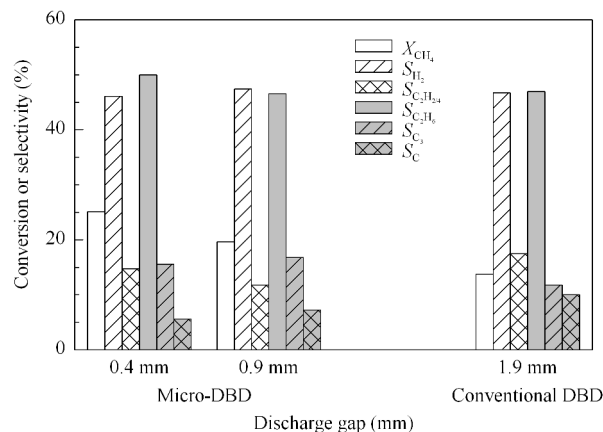 60
40
20
0
Conversion or selectivity (%)
X_CH4
S_H2
S_C2H2/4
S_C2H6
S_C3
S_C
0.4 mm
0.9 mm
1.9 mm
Micro-DBD
Conventional DBD
Discharge gap (mm)